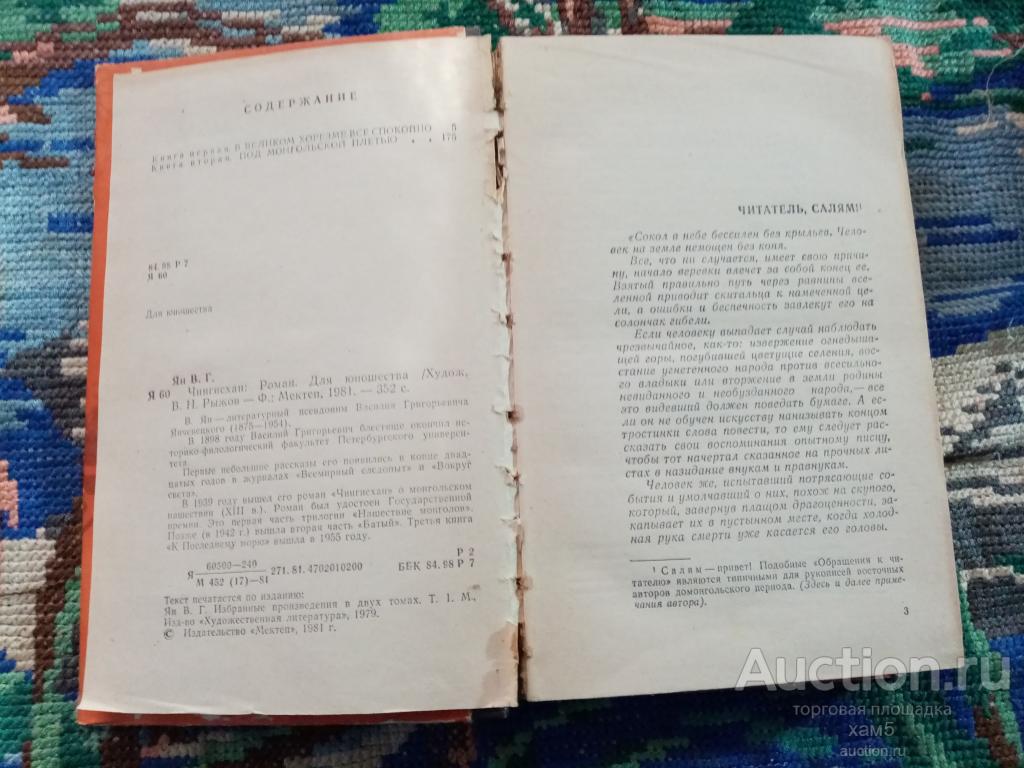 СОДЕРЖАНИЕ
Книга первая. В ВЕЛИКОМ ХОРЕЗМЕ ВСЕ СПОКОЙНО 5
Книга вторая. ПОД МОНГОЛЬСКОЙ ПЛЕТЬЮ . . 175
84.98 Р 7
Я 60
Для юношества
Ян В. Г.
Я 60 Чингисхан: Роман. Для юношества /Худож.
В. Н. Рыжов — Ф.: Мектеп, 1981. — 352 с.
В. Ян — литературный псевдоним Василия Григорьевича
Янчевецкого (1875—1954).
В 1898 году Василий Григорьевич блестяще окончил ис-
торико-филологический факультет Петербургского универси-
тета.
Первые небольшие рассказы его появились в конце двад-
цатых годов в журналах «Всемирный следопыт» и «Вокруг
света».
В 1939 году вышел его роман «Чингисхан» о монгольском
нашествии (XIII в.). Роман был удостоен Государственной
премии. Это первая часть трилогии «Нашествие монголов».
Позже (в 1942 г.) вышла вторая часть «Батый». Третья книга
«К Последнему морю» вышла в 1955 году.
Р 2
Я 60500—240
М 452 (17)—81 271.81.4702010200 ББК 84.98 Р 7
Текст печатается по изданию:
Ян В. Г. Избранные произведения в двух томах. Т. 1. М.,
Изд-во «Художественная литература», 1979.
© Издательство «Мектеп», 1981 г.
ЧИТАТЕЛЬ, САЛЯМ!¹
«Сокол в небе бессилен без крыльев. Чело-
век на земле немощен без коня.
Все, что ни случается, имеет свою причи-
ну, начало веревки влечет за собой конец ее.
Взятый правильно путь через равнины все-
ленной приводит скитальца к намеченной це-
ли, а ошибки и беспечность завлекут его на
солончак гибели.
Если человеку выпадает случай наблюдать
чрезвычайное, как-то: извержение огнедыша-
щей горы, погубившей цветущие селения, восс-
тание угнетенного народа против всесильно-
го владыки или вторжение в земли родины
невиданного и необузданного народа,— все
это видевший должен поведать бумаге. А ес-
ли он не обучен искусству нанизывать концом
тростинки слова повести, то ему следует рас-
сказать свои воспоминания опытному писцу,
чтобы тот начертал сказанное на прочных ли-
стах в назидание внукам и правнукам.
Человек же, испытавший потрясающие со-
бытия и умолчавший о них, похож на скупого,
который, завернув плащом драгоценности, за-
капывает их в пустынном месте, когда холод-
ная рука смерти уже касается его головы.
¹ Салям — привет! Подобные «Обращения к чи-
тателю» являются типичными для рукописей восточных
авторов домонгольского периода. (Здесь и далее приме-
чания автора).
3
Auction.ru
торговая площадка
хам5
auction.ru